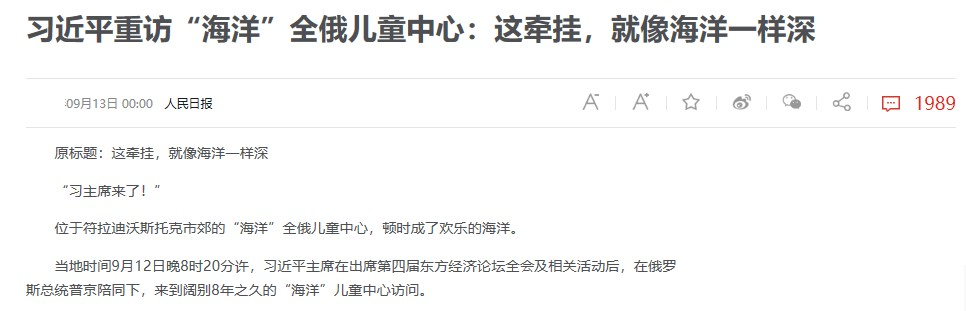 习近平重访“海洋”全俄儿童中心：这牵挂，就像海洋一样深
09月13日 00:00 人民日报 A- A+ 1989
原标题：这牵挂，就像海洋一样深
“习主席来了！”
位于符拉迪沃斯托克市郊的“海洋”全俄儿童中心，顿时成了欢乐的海洋。
当地时间9月12日晚8时20分许，习近平主席在出席第四届东方经济论坛全会及相关活动后，在俄罗
斯总统普京陪同下，来到阔别8年之久的“海洋”儿童中心访问。